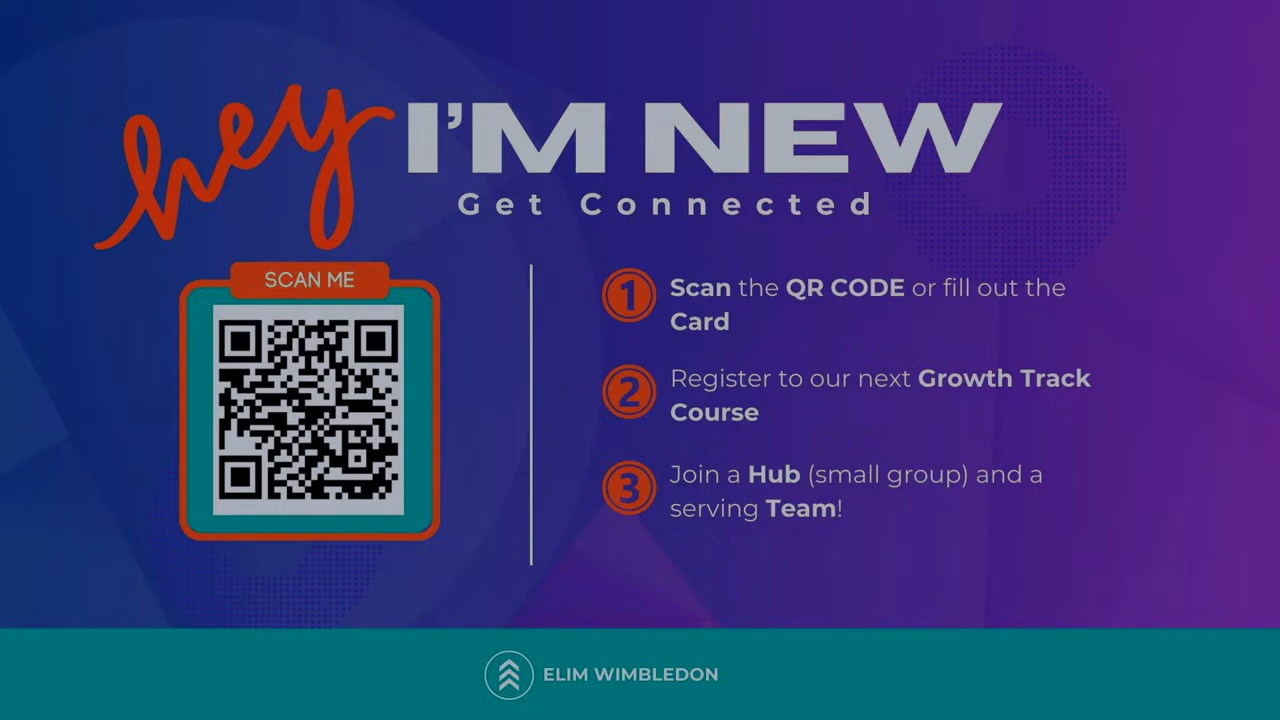 hey I'M NEW
Get Connected
SCAN ME
1 Scan the QR CODE or fill out the
Card
2 Register to our next Growth Track
Course
3 Join a Hub (small group) and a
serving Team!
ELIM WIMBLEDON